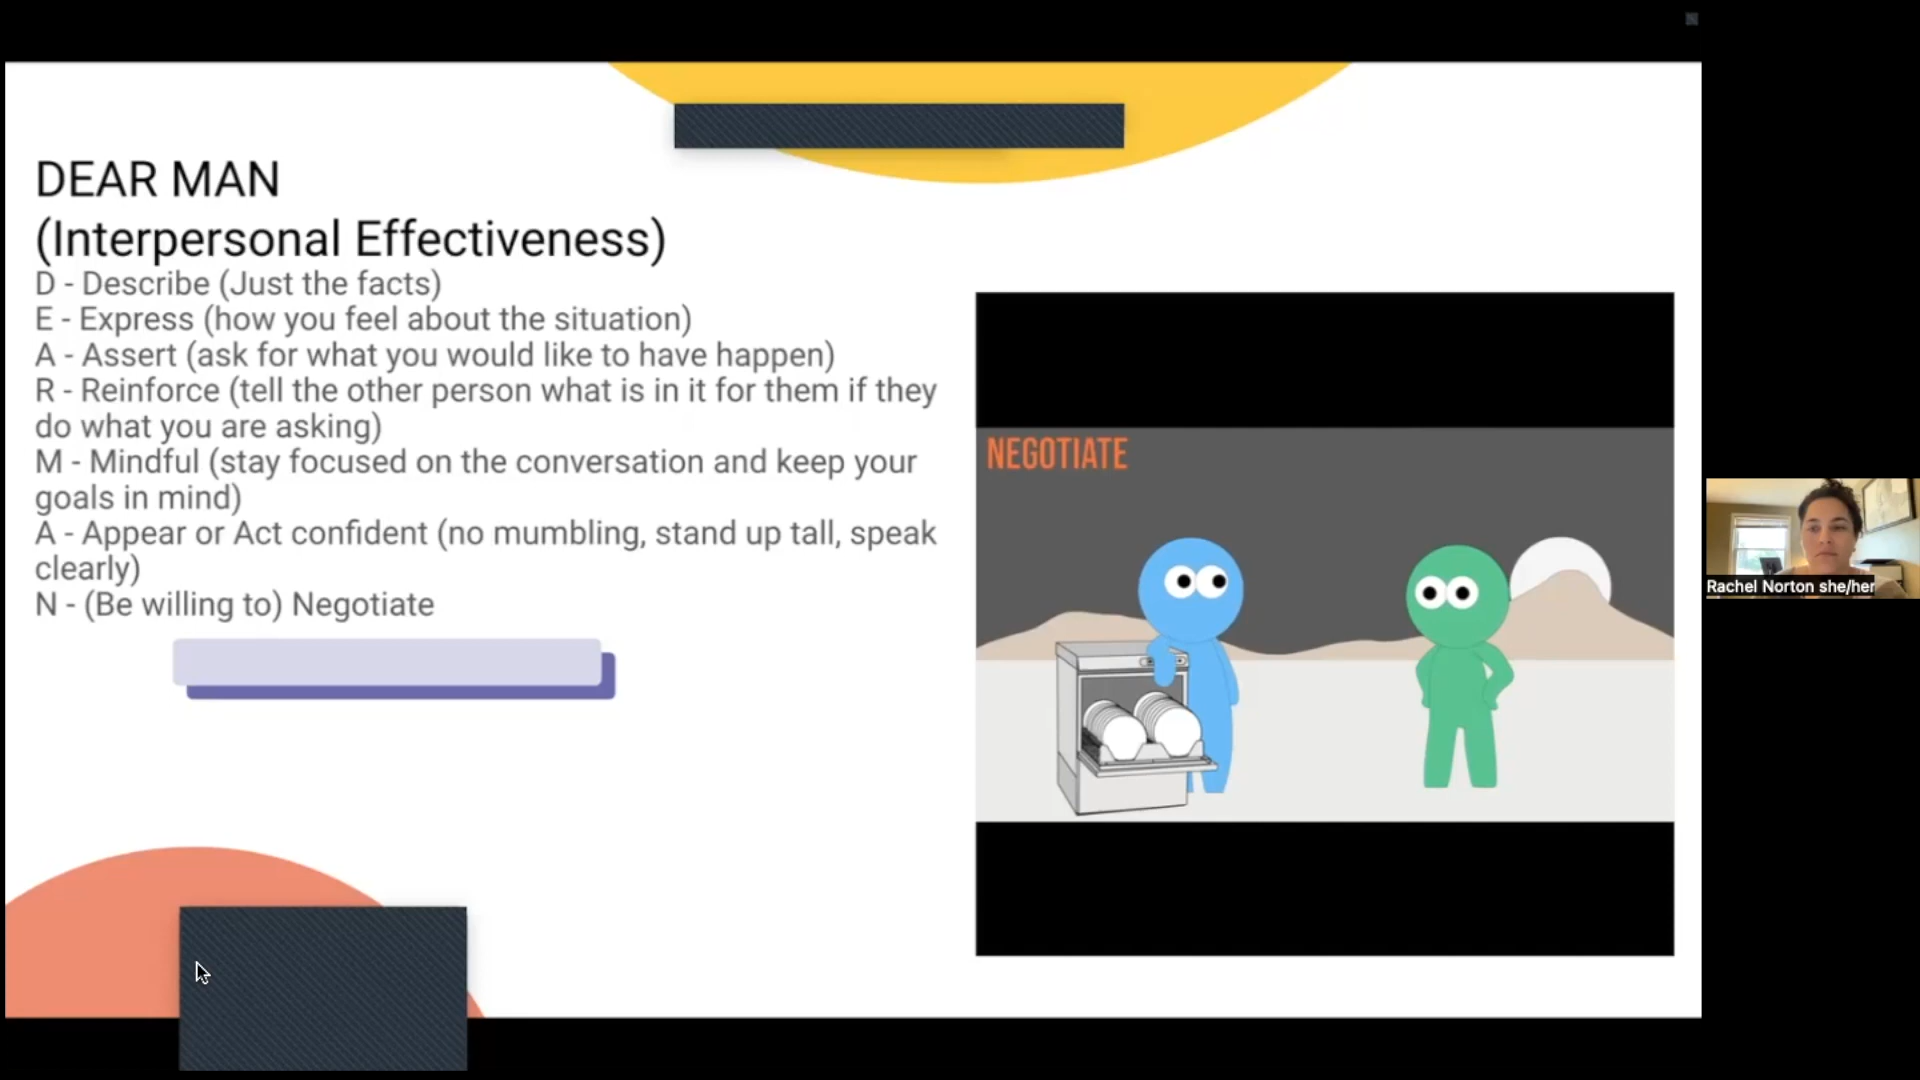 DEAR MAN
(Interpersonal Effectiveness)
D - Describe (Just the facts)
E - Express (how you feel about the situation)
A - Assert (ask for what you would like to have happen)
R - Reinforce (tell the other person what is in it for them if they
do what you are asking)
M - Mindful (stay focused on the conversation and keep your
goals in mind)
A - Appear or Act confident (no mumbling, stand up tall, speak
clearly)
N - (Be willing to) Negotiate
NEGOTIATE
Rachel Norton she/her